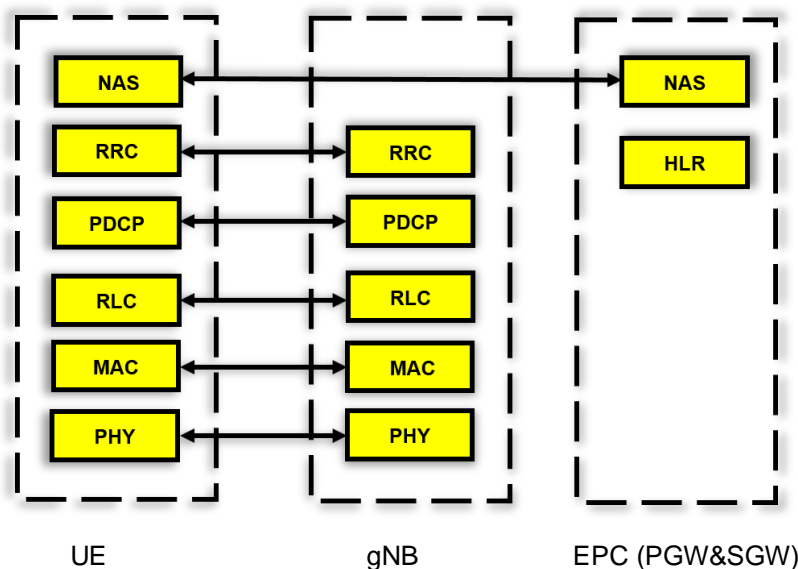 NAS
NAS
RRC
RRC
HLR
PDCP
PDCP
RLC
RLC
MAC
MAC
PHY
PHY
UE
gNB
EPC (PGW&SGW)